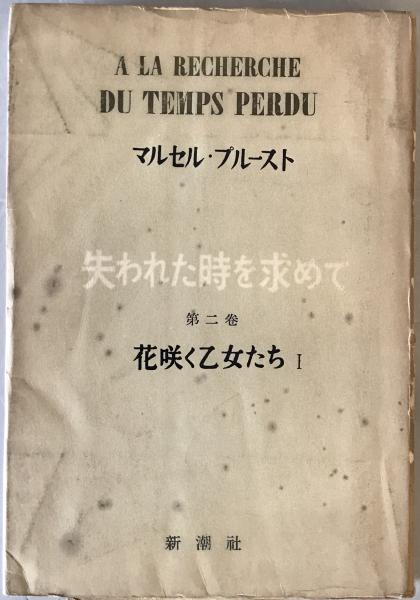 A LA RECHERCHE
DU TEMPS PERDU
マルセル・プルースト
失われた時を求めて
第二卷
花咲く乙女たち I
新潮社